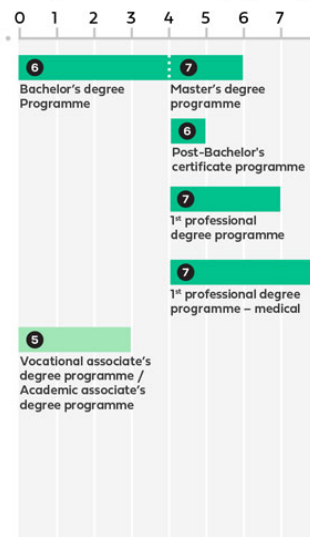 0 1 2 3 4 5 6 7
6 7
Bachelor's degree
Programme
Master's degree
programme
6
Post-Bachelor's
certificate programme
7
1st professional
degree programme
7
1st professional degree
programme – medical
5
Vocational associate's
degree programme /
Academic associate's
degree programme